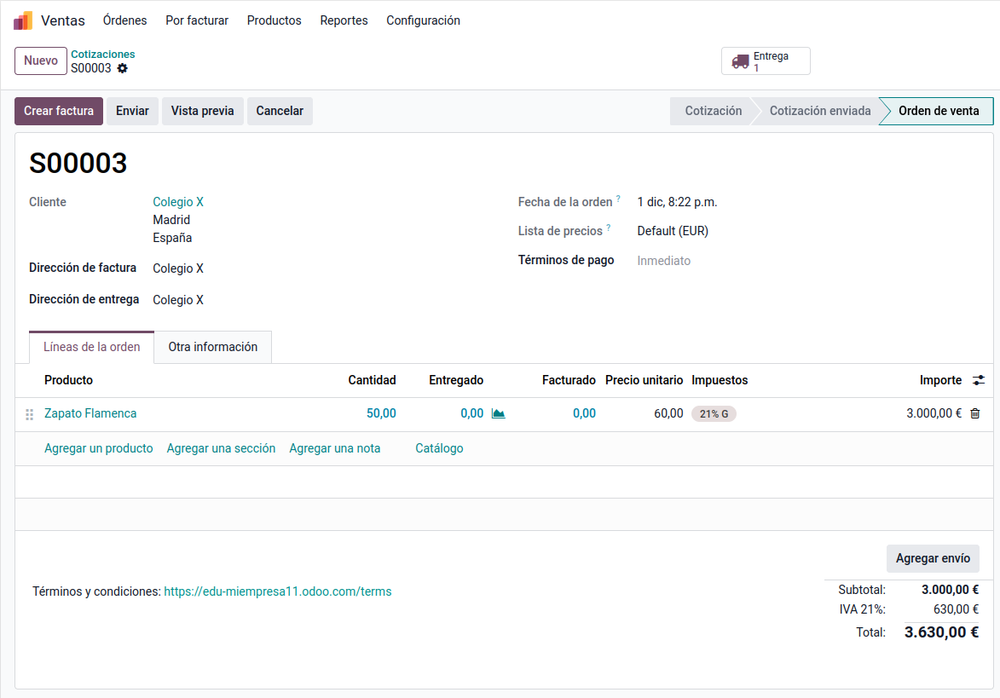 Ventas Órdenes Por facturar Productos Reportes Configuración
Nuevo Cotizaciones
S00003
Entrega
1
Crear factura Enviar Vista previa Cancelar Cotización Cotización enviada Orden de venta
S00003
Cliente Colegio X
Madrid
España
Dirección de factura Colegio X
Dirección de entrega Colegio X
Fecha de la orden ? 1 dic, 8:22 p.m.
Lista de precios ? Default (EUR)
Términos de pago Inmediato
Líneas de la orden Otra información
Producto Cantidad Entregado Facturado Precio unitario Impuestos Importe
Zapato Flamenca 50,00 0,00 0,00 60,00 21% G 3.000,00 €
Agregar un producto Agregar una sección Agregar una nota Catálogo
Agregar envío
Términos y condiciones: https://edu-miempresa11.odoo.com/terms
Subtotal: 3.000,00 €
IVA 21%: 630,00 €
Total: 3.630,00 €